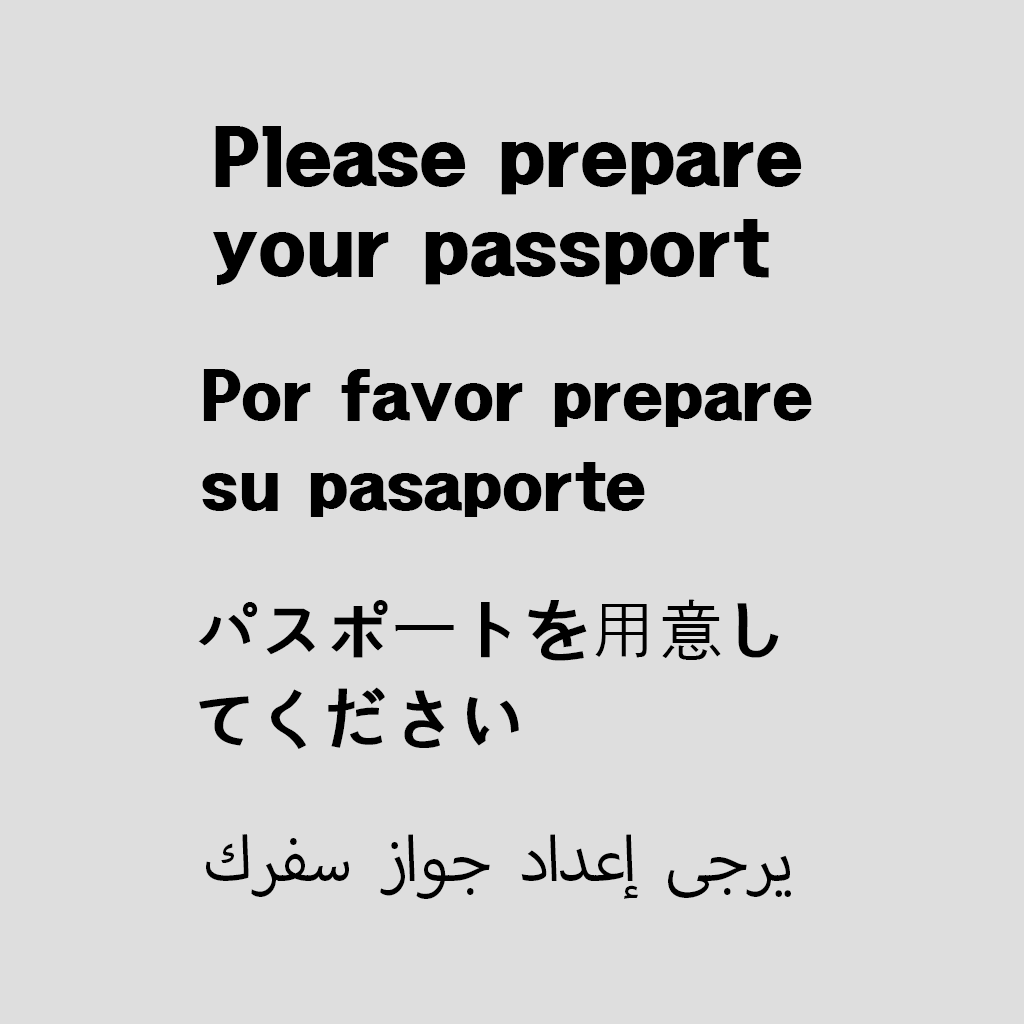 Please prepare
your passport
Por favor prepare
su pasaporte
パスポートを用意し
てください
يرجى إعداد جواز سفرك